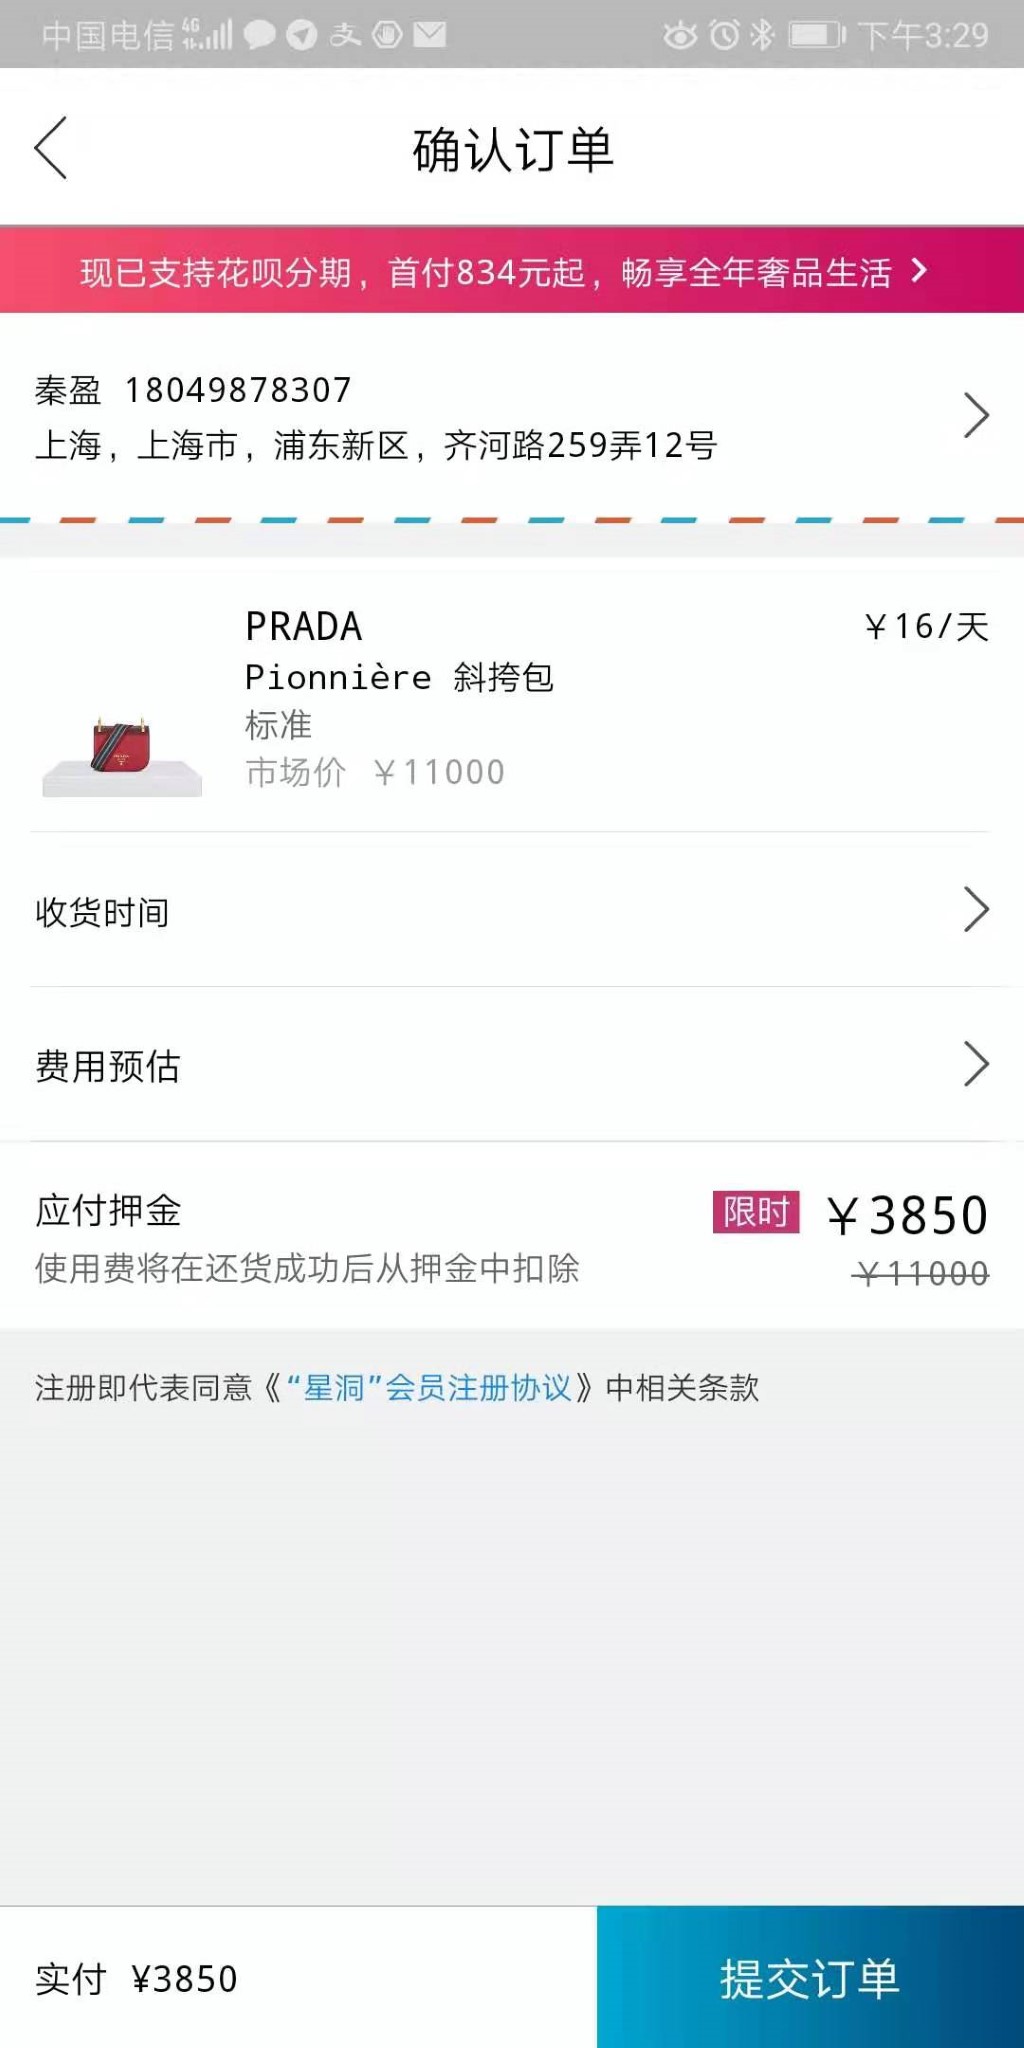 中国电信 4G 下午3:29
确认订单
现已支持花呗分期，首付834元起，畅享全年奢品生活
秦盈 18049878307
上海，上海市，浦东新区，齐河路259弄12号
PRADA ￥16/天
Pionnière 斜挎包
标准
市场价 ￥11000
收货时间
费用预估
应付押金 限时 ￥3850
使用费将在还货成功后从押金中扣除 ￥11000
注册即代表同意《“星洞”会员注册协议》中相关条款
实付 ¥3850 提交订单